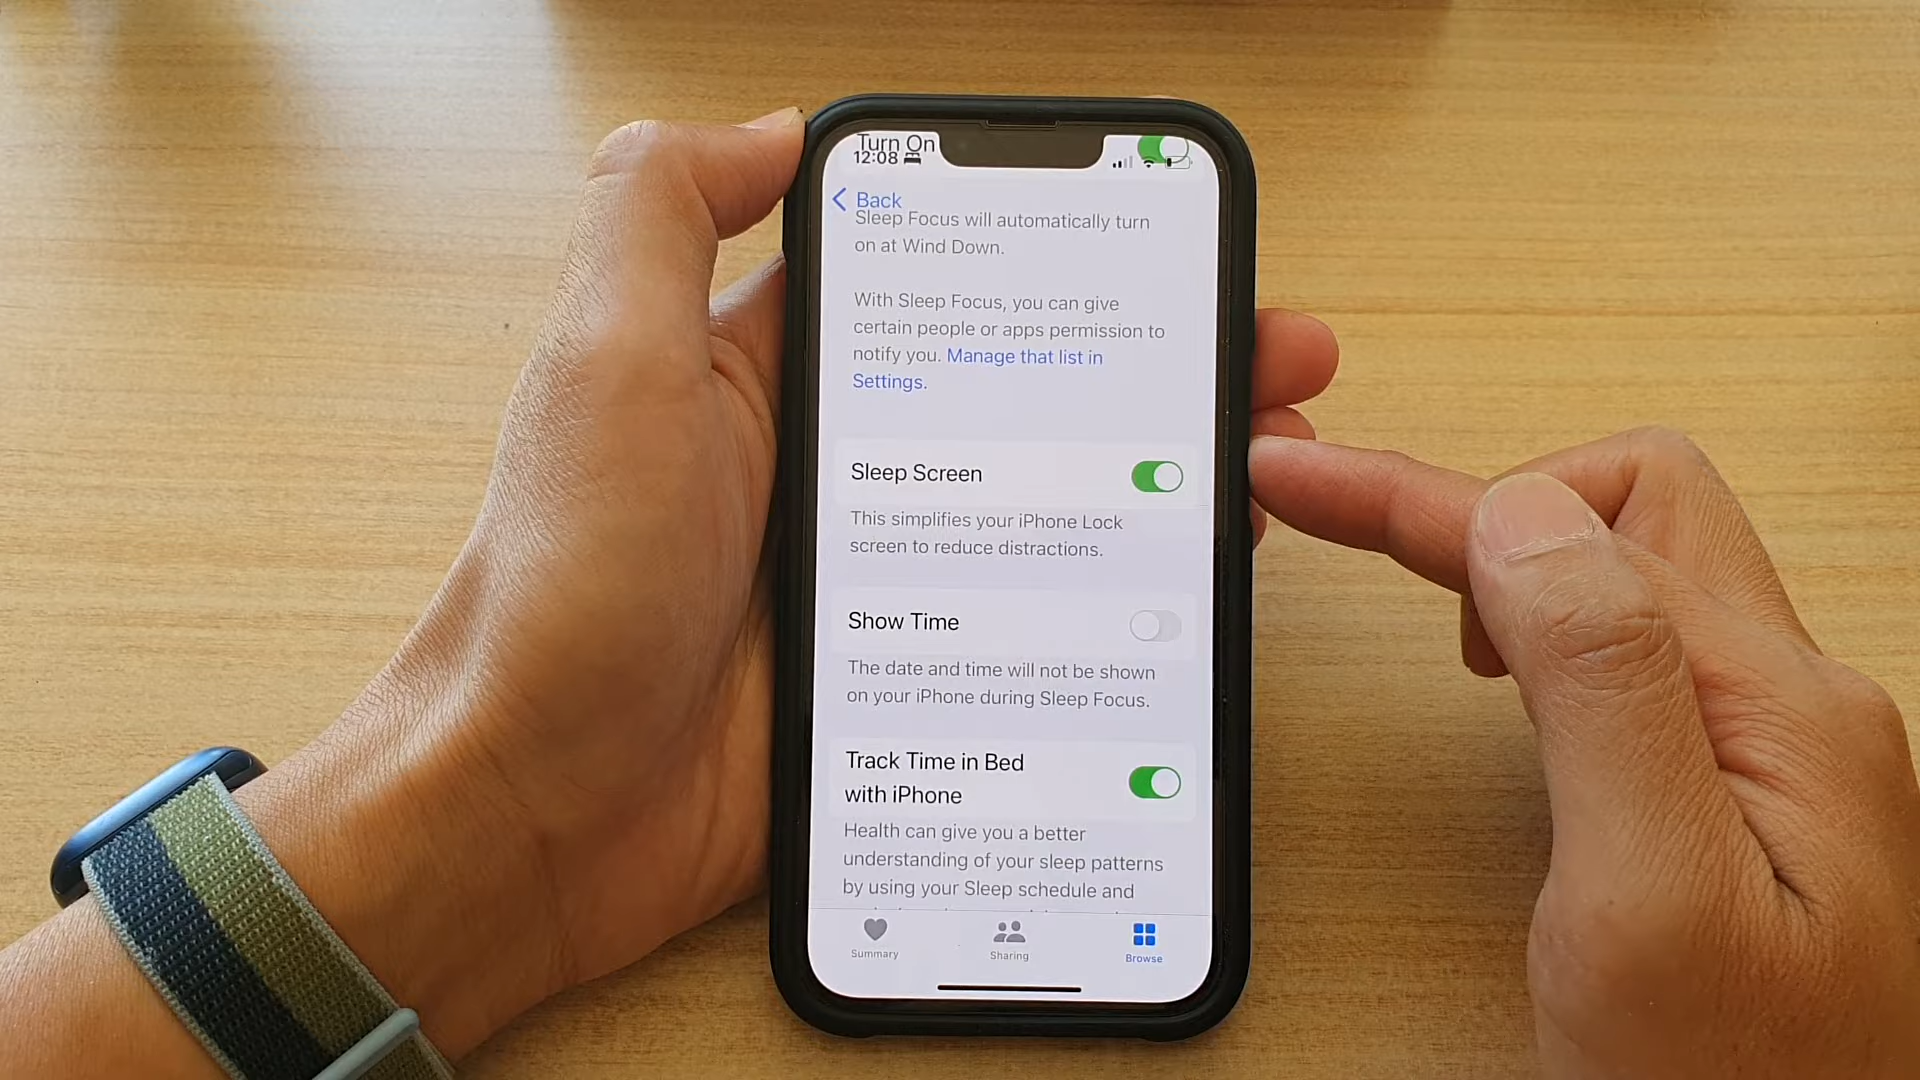 Turn On
12:08
Back
Sleep Focus will automatically turn
on at Wind Down.
With Sleep Focus, you can give
certain people or apps permission to
notify you. Manage that list in
Settings.
Sleep Screen
This simplifies your iPhone Lock
screen to reduce distractions.
Show Time
The date and time will not be shown
on your iPhone during Sleep Focus.
Track Time in Bed
with iPhone
Health can give you a better
understanding of your sleep patterns
by using your Sleep schedule and
Summary
Sharing
Browse